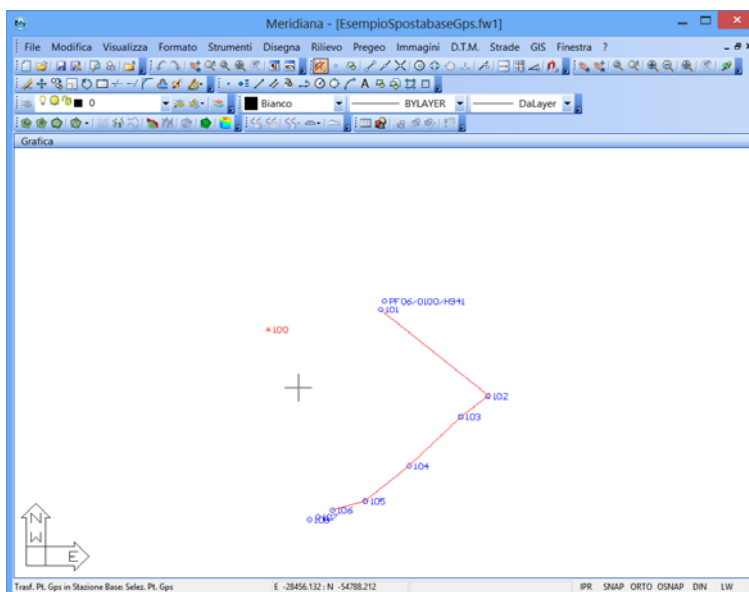 Meridiana - [EsempioSpostabaseGps.fw1]
File Modifica Visualizza Formato Strumenti Disegna Rilievo Pregeo Immagini D.T.M. Strade GIS Finestra ?
0 Bianco BYLAYER DaLayer
Grafica
PF06/0100/H941
101
100
102
103
104
105
106
N
W
E
Trasf. Pt. Gps in Stazione Base: Selez. Pt. Gps E -28456.132 : N -54788.212 IPR SNAP ORTO OSNAP DIN LW